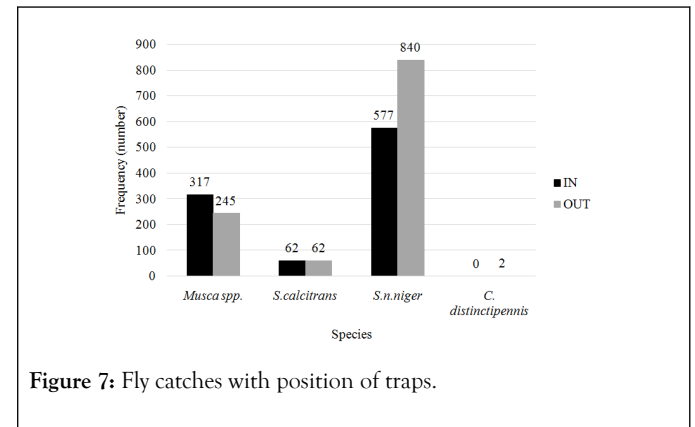 900
800
700
600
500
400
300
200
100
0
Frequency (number)
317
245
62 62
577
840
0 2
IN
OUT
Musca spp. S.calcitrans S.n.niger C.
distinctipennis
Species
Figure 7: Fly catches with position of traps.